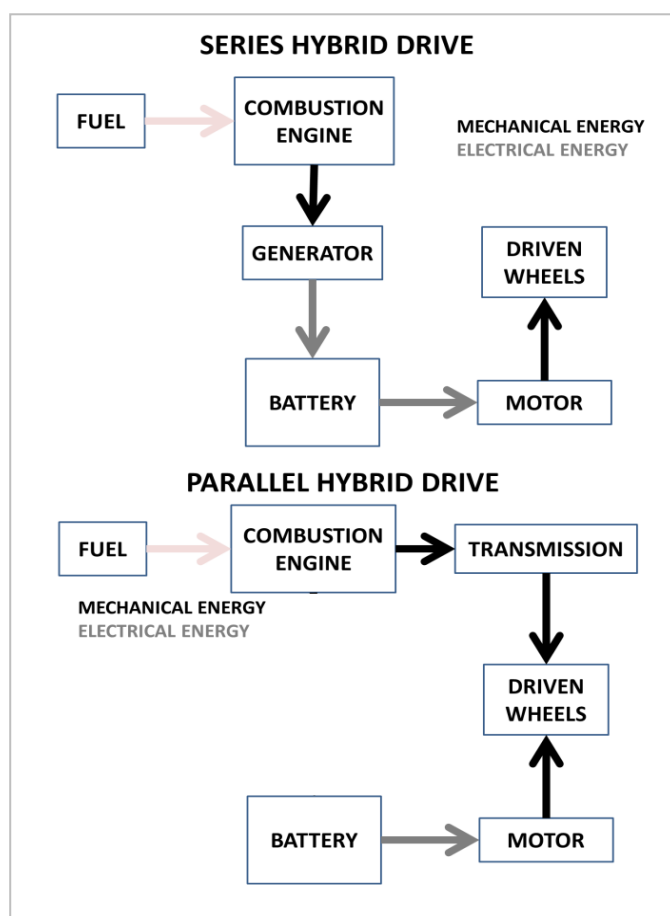 SERIES HYBRID DRIVE
FUEL
COMBUSTION
ENGINE
MECHANICAL ENERGY
ELECTRICAL ENERGY
GENERATOR
DRIVEN
WHEELS
BATTERY
MOTOR
PARALLEL HYBRID DRIVE
FUEL
COMBUSTION
ENGINE
TRANSMISSION
MECHANICAL ENERGY
ELECTRICAL ENERGY
DRIVEN
WHEELS
BATTERY
MOTOR